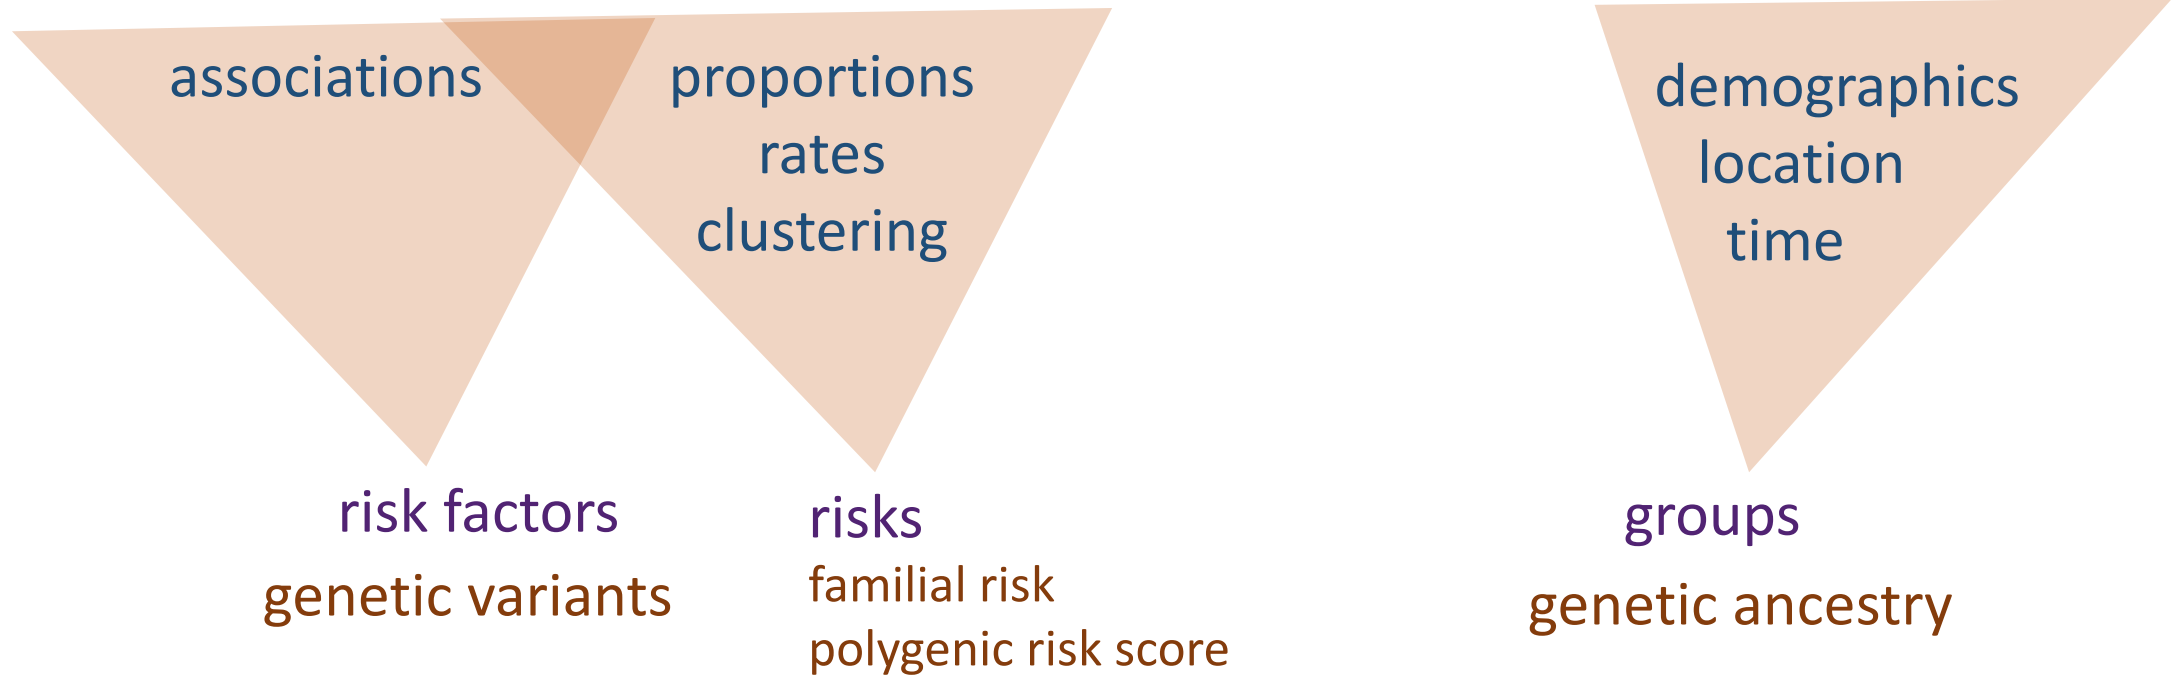 associations
proportions
rates
clustering
demographics
location
time
risk factors
genetic variants
risks
familial risk
polygenic risk score
groups
genetic ancestry